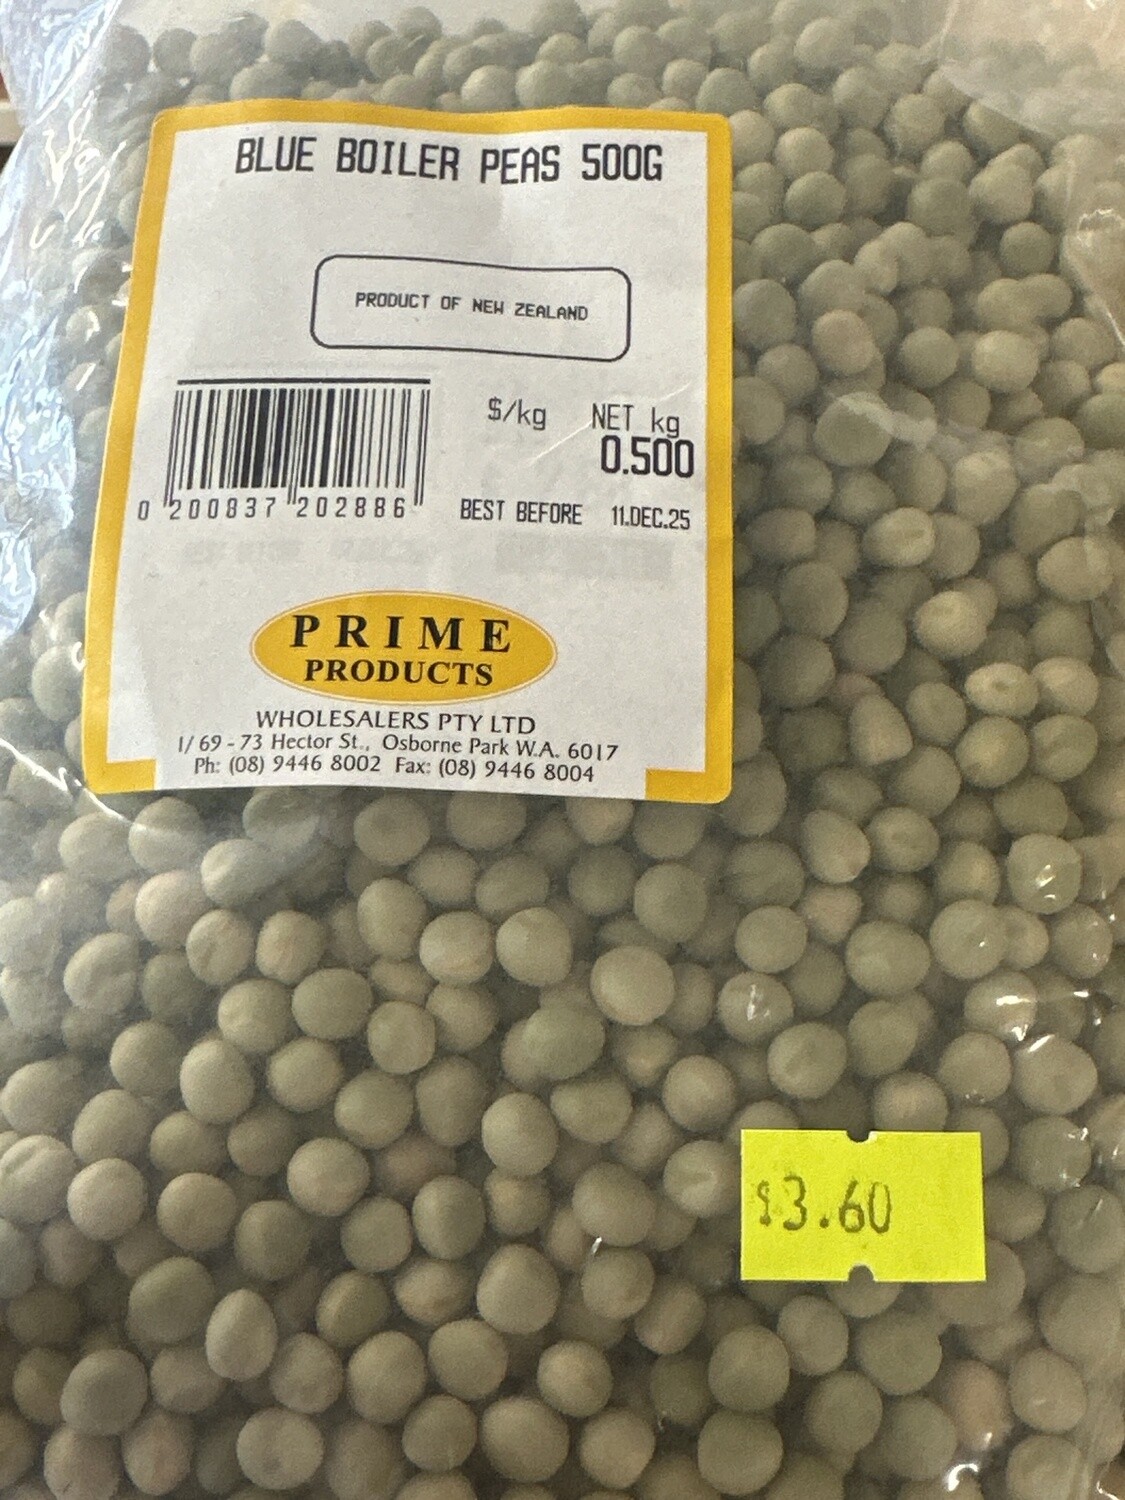 BLUE BOILER PEAS 500G
PRODUCT OF NEW ZEALAND
$/kg NET kg
0.500
0 200837 202886
BEST BEFORE 11.DEC.25
PRIME
PRODUCTS
WHOLESALERS PTY LTD
1/69-73 Hector St., Osborne Park W.A. 6017
Ph: (08) 9446 8002 Fax: (08) 9446 8004
$3.60